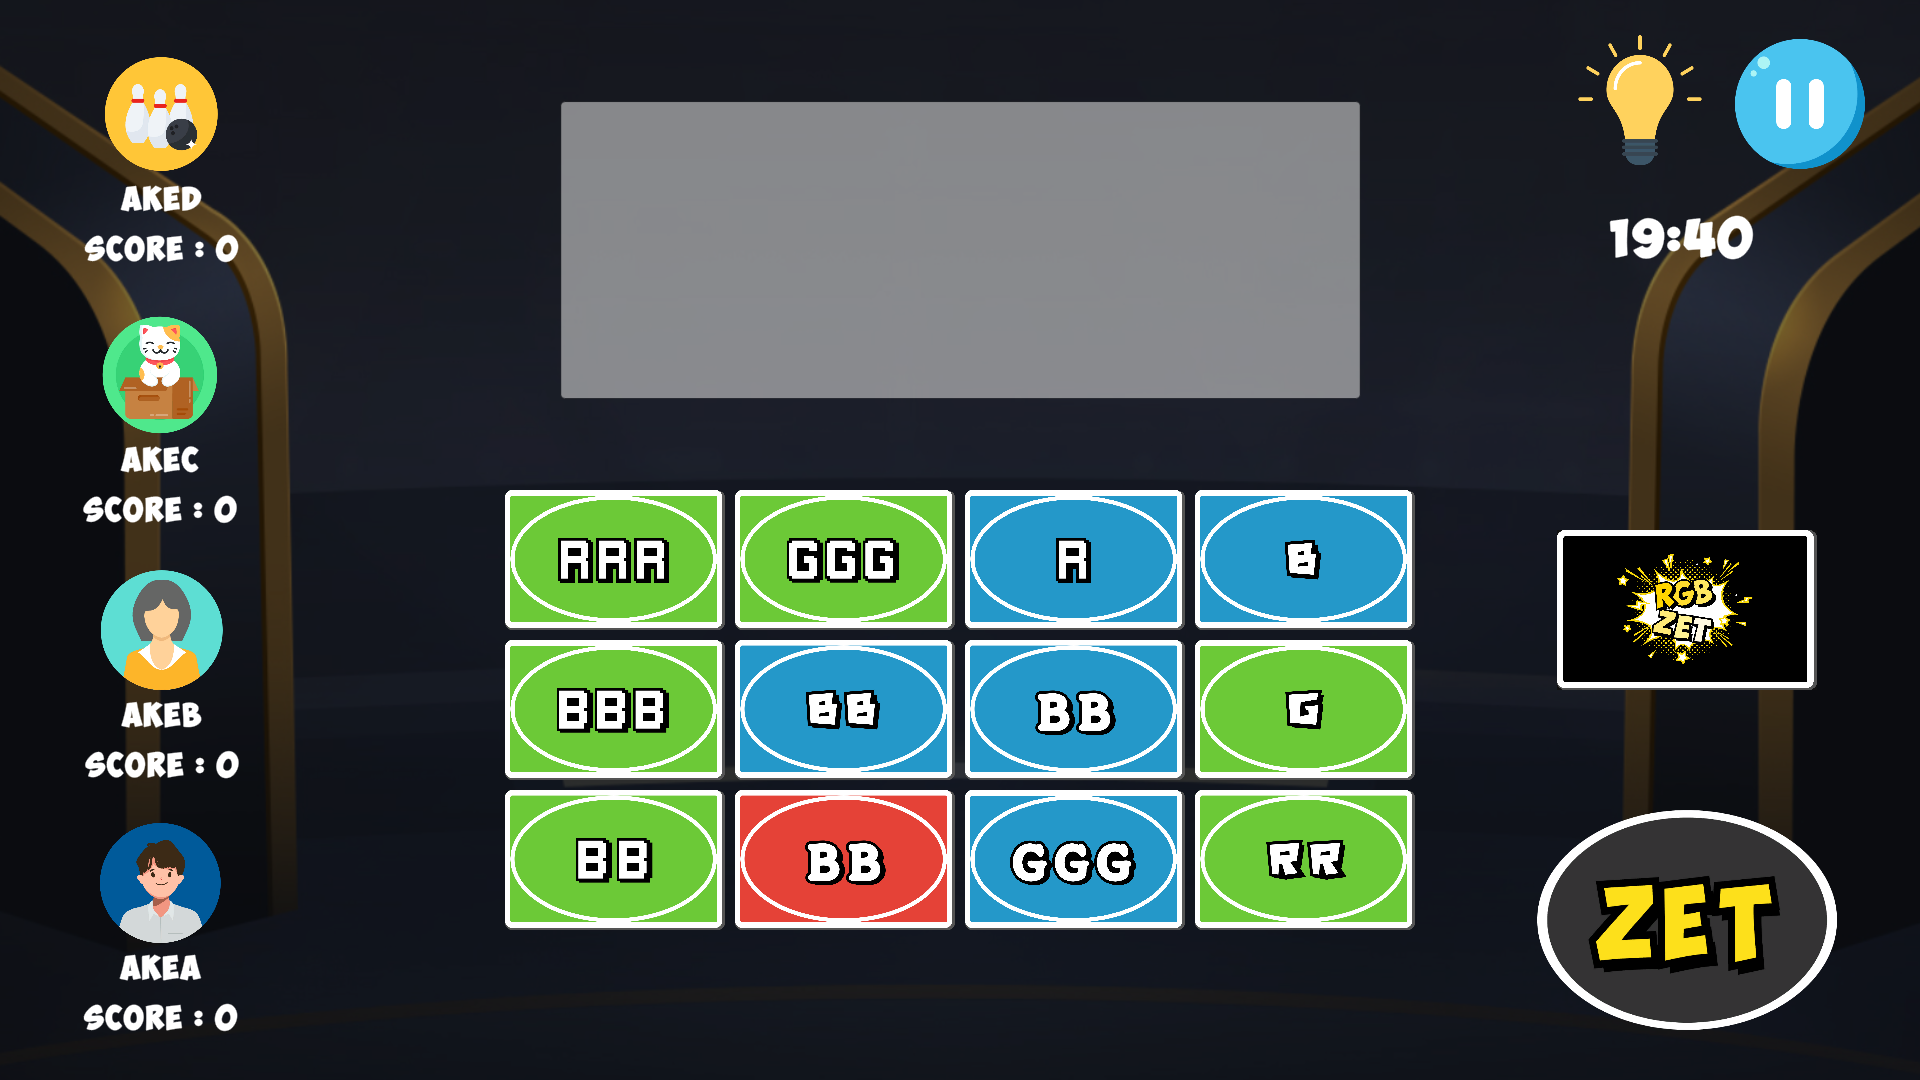 AKED
SCORE : 0
AKEC
SCORE : 0
AKEB
SCORE : 0
AKEA
SCORE : 0
19:40
RRR GGG R B
BBB BB BB G
BB BB GGG RR
RGB
ZET
ZET